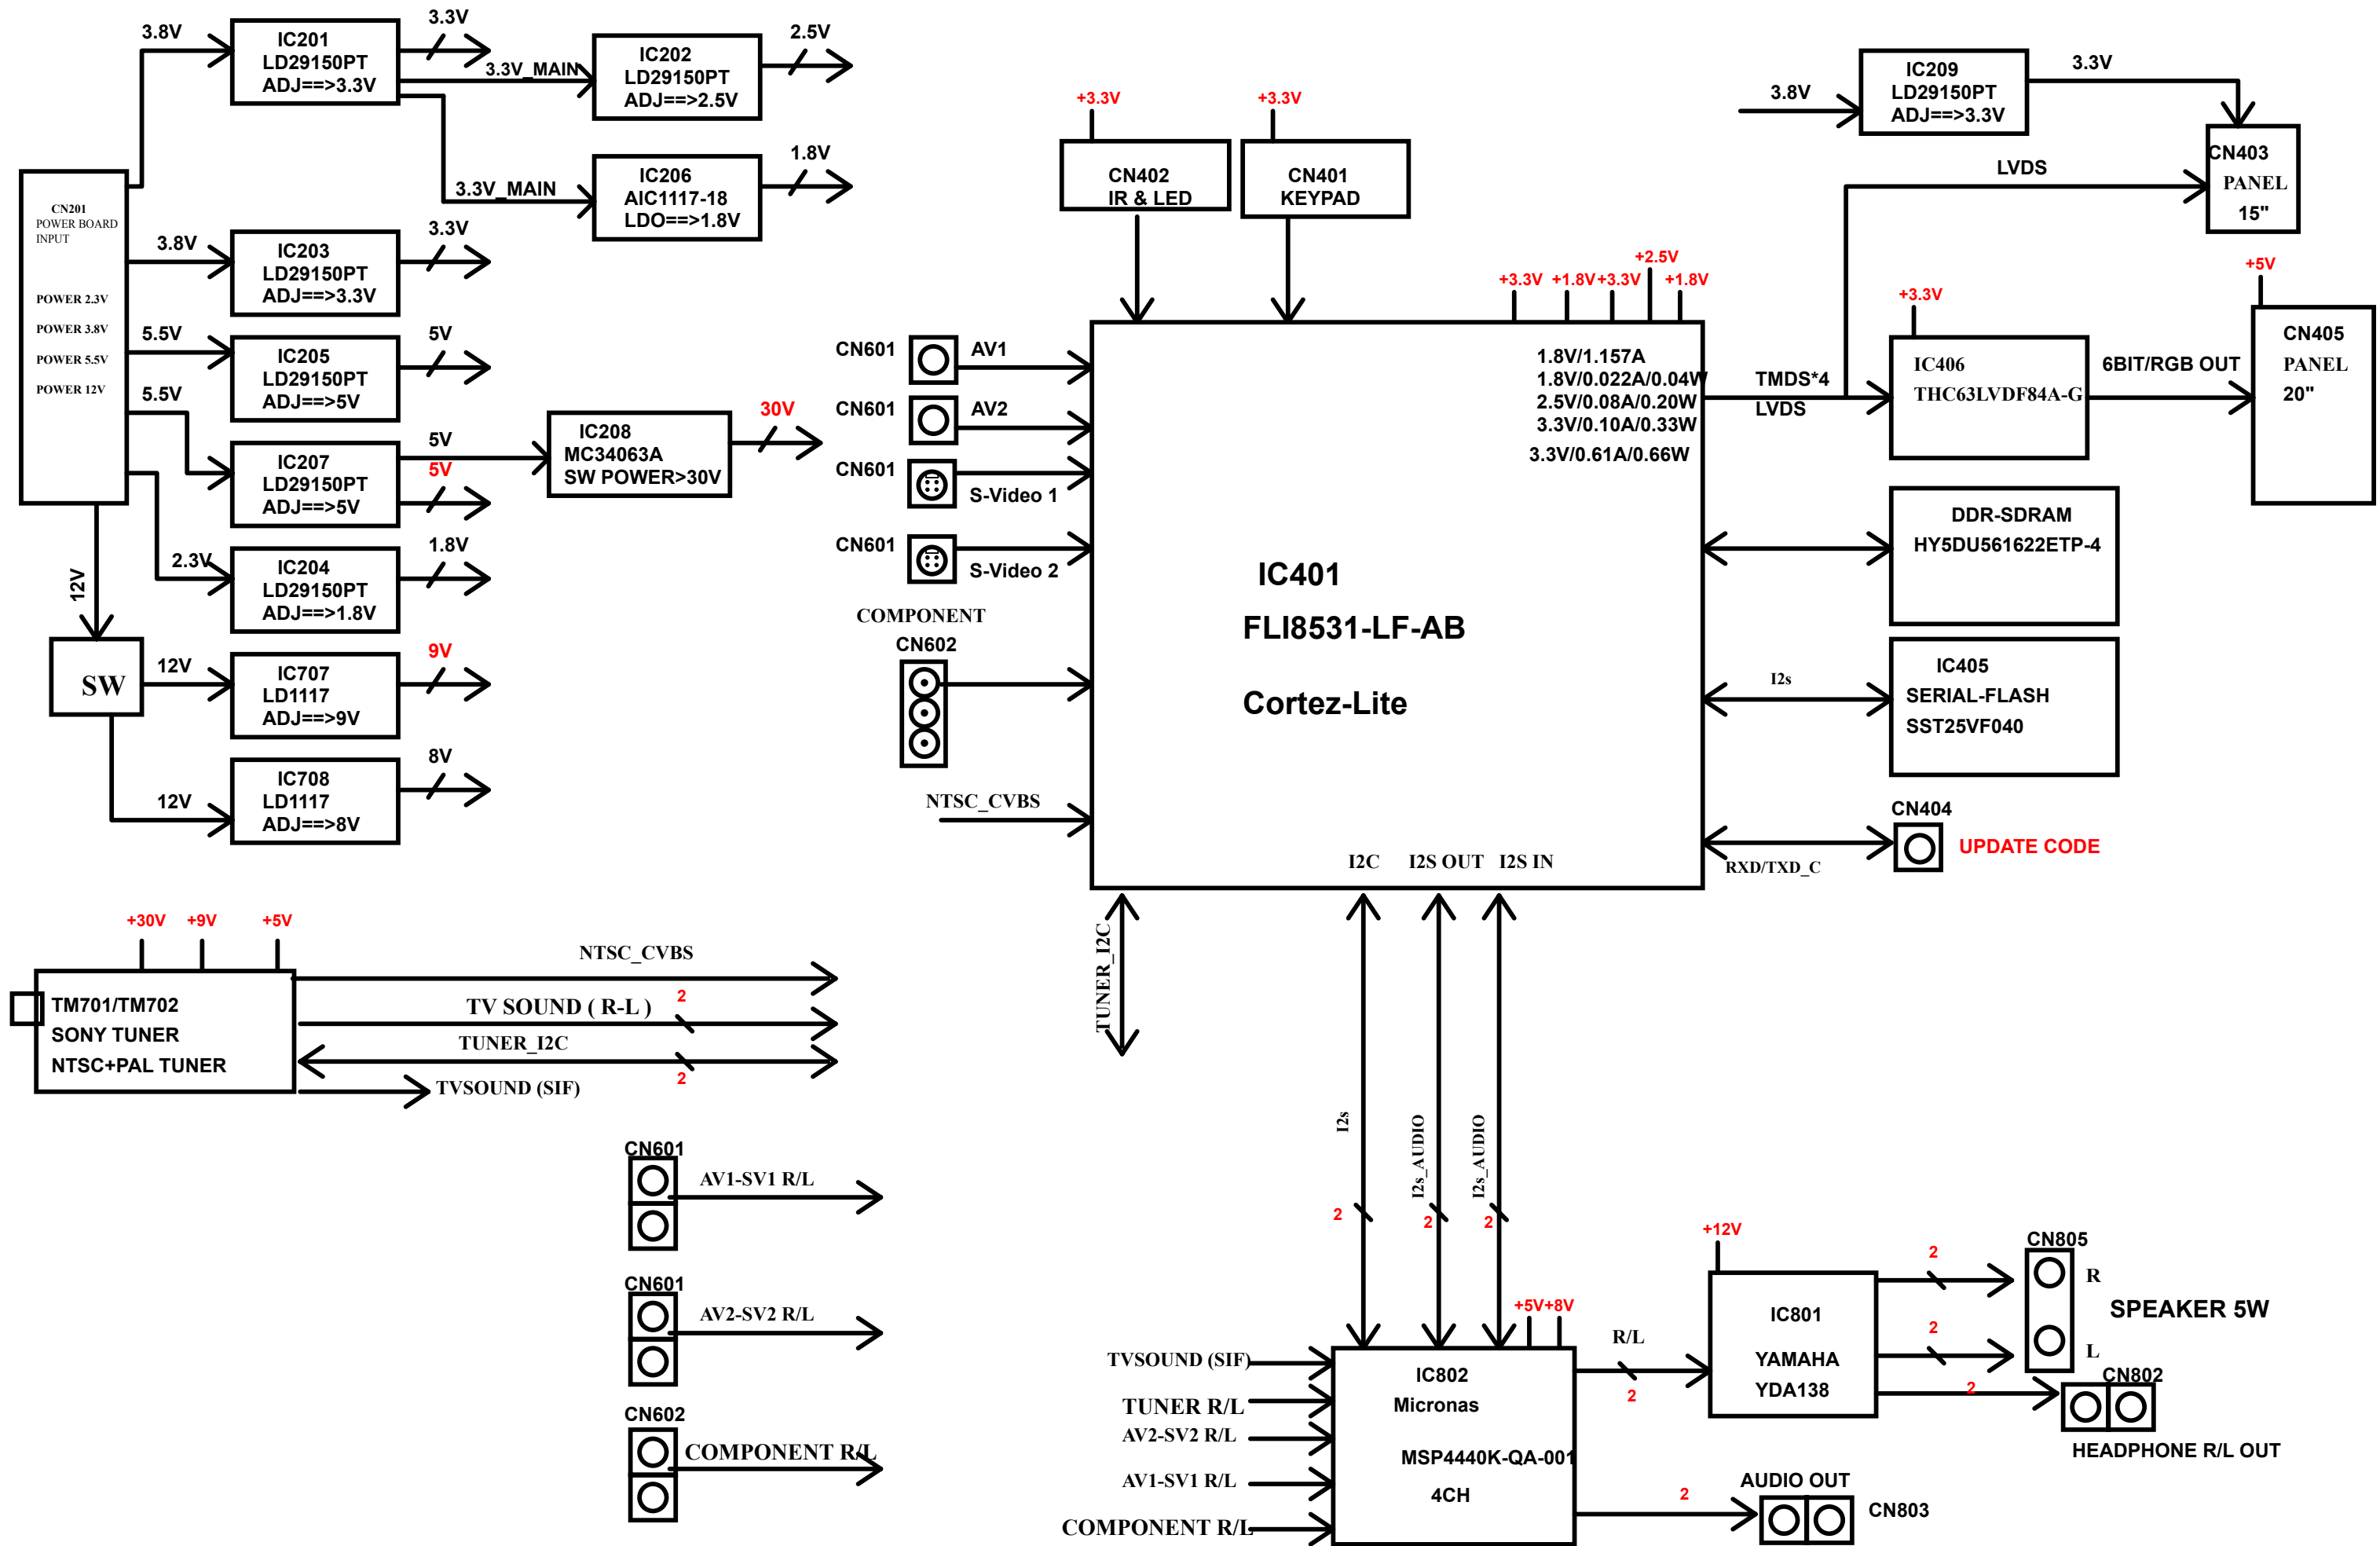 3.8V
IC201
LD29150PT
ADJ==>3.3V
3.3V
3.3V_MAIN
IC202
LD29150PT
ADJ==>2.5V
2.5V
3.3V_MAIN
IC206
AIC1117-18
LDO==>1.8V
1.8V
CN201
POWER BOARD
INPUT
POWER 2.3V
POWER 3.8V
POWER 5.5V
POWER 12V
3.8V
IC203
LD29150PT
ADJ==>3.3V
3.3V
5.5V
IC205
LD29150PT
ADJ==>5V
5V
5.5V
IC207
LD29150PT
ADJ==>5V
5V
5V
IC208
MC34063A
SW POWER>30V
30V
2.3V
IC204
LD29150PT
ADJ==>1.8V
1.8V
12V
SW
12V
IC707
LD1117
ADJ==>9V
9V
12V
IC708
LD1117
ADJ==>8V
8V
+3.3V
CN402
IR & LED
+3.3V
CN401
KEYPAD
3.8V
IC209
LD29150PT
ADJ==>3.3V
3.3V
CN403
PANEL
15"
LVDS
+3.3V
+1.8V
+3.3V
+2.5V
+1.8V
CN601
AV1
CN601
AV2
CN601
S-Video 1
CN601
S-Video 2
COMPONENT
CN602
NTSC_CVBS
1.8V/1.157A
1.8V/0.022A/0.04W
2.5V/0.08A/0.20W
3.3V/0.10A/0.33W
3.3V/0.61A/0.66W
IC401
FLI8531-LF-AB
Cortez-Lite
I2C
I2S OUT
I2S IN
TMDS*4
LVDS
+3.3V
IC406
THC63LVDF84A-G
6BIT/RGB OUT
+5V
CN405
PANEL
20"
DDR-SDRAM
HY5DU561622ETP-4
I2s
IC405
SERIAL-FLASH
SST25VF040
RXD/TXD_C
CN404
UPDATE CODE
+30V
+9V
+5V
TM701/TM702
SONY TUNER
NTSC+PAL TUNER
NTSC_CVBS
TV SOUND ( R-L )
2
TUNER_I2C
2
TVSOUND (SIF)
TUNER_I2C
I2s
2
I2s_AUDIO
2
I2s_AUDIO
2
CN601
AV1-SV1 R/L
CN601
AV2-SV2 R/L
CN602
COMPONENT R/L
TVSOUND (SIF)
TUNER R/L
AV2-SV2 R/L
AV1-SV1 R/L
COMPONENT R/L
+5V
+8V
IC802
Micronas
MSP4440K-QA-001
4CH
R/L
2
+12V
IC801
YAMAHA
YDA138
2
2
2
CN805
R
L
SPEAKER 5W
CN802
HEADPHONE R/L OUT
2
AUDIO OUT
CN803